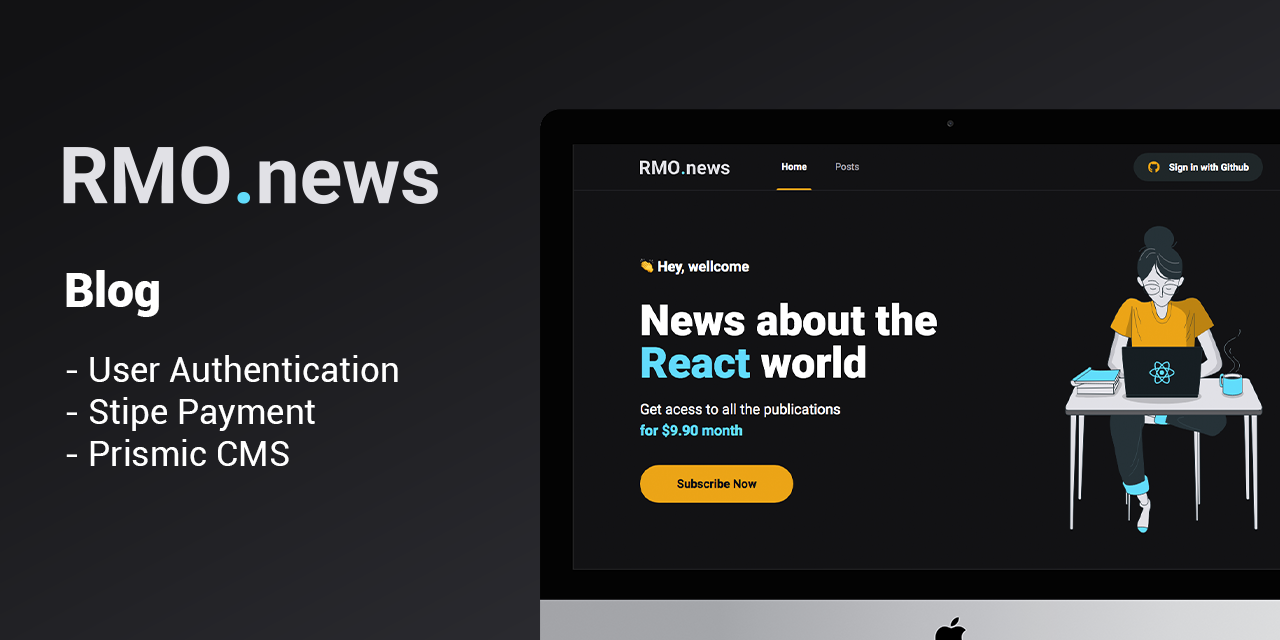 RMO.news
Blog
- User Authentication
- Stipe Payment
- Prismic CMS
RMO.news
Home
Posts
Sign in with Github
👏 Hey, wellcome
News about the
React world
Get acess to all the publications
for $9.90 month
Subscribe Now